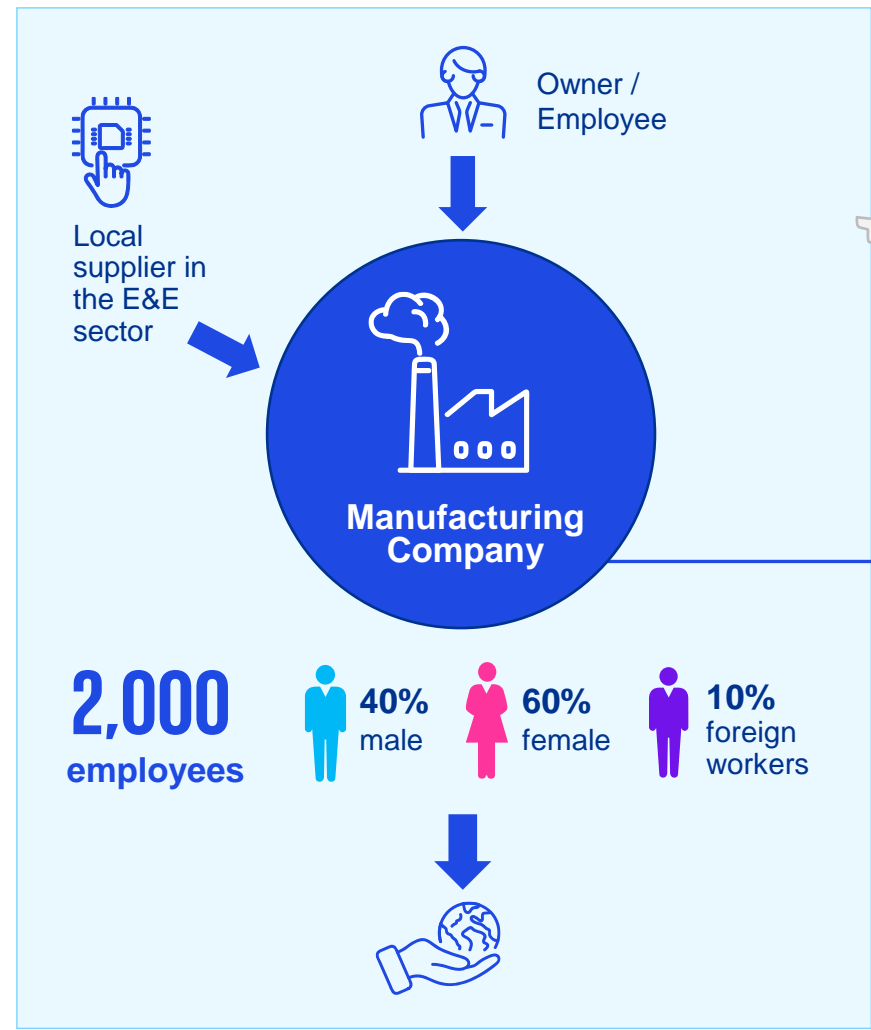 Owner /
Employee
Local
supplier in
the E&E
sector
Manufacturing
Company
2,000
employees
40%
male
60%
female
10%
foreign
workers